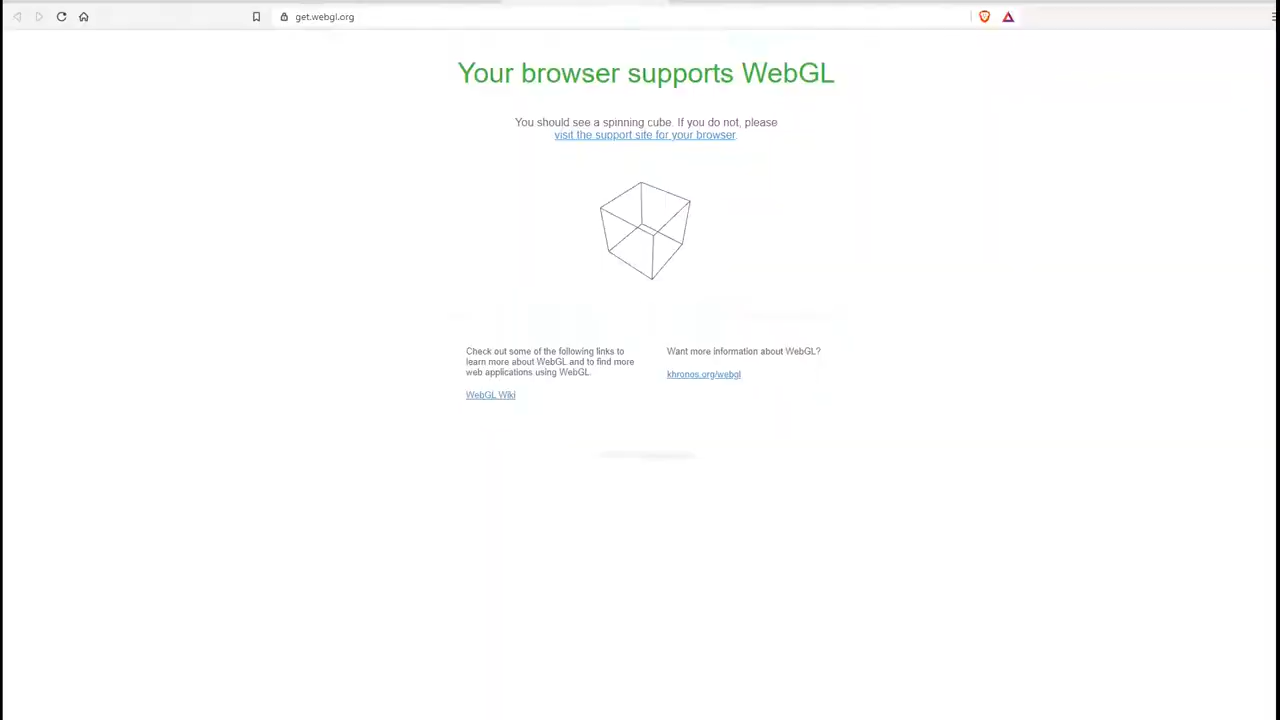 get.webgl.org
Your browser supports WebGL
You should see a spinning cube. If you do not, please
visit the support site for your browser.
Check out some of the following links to
learn more about WebGL and to find more
web applications using WebGL.
WebGL Wiki
Want more information about WebGL?
khronos.org/webgl